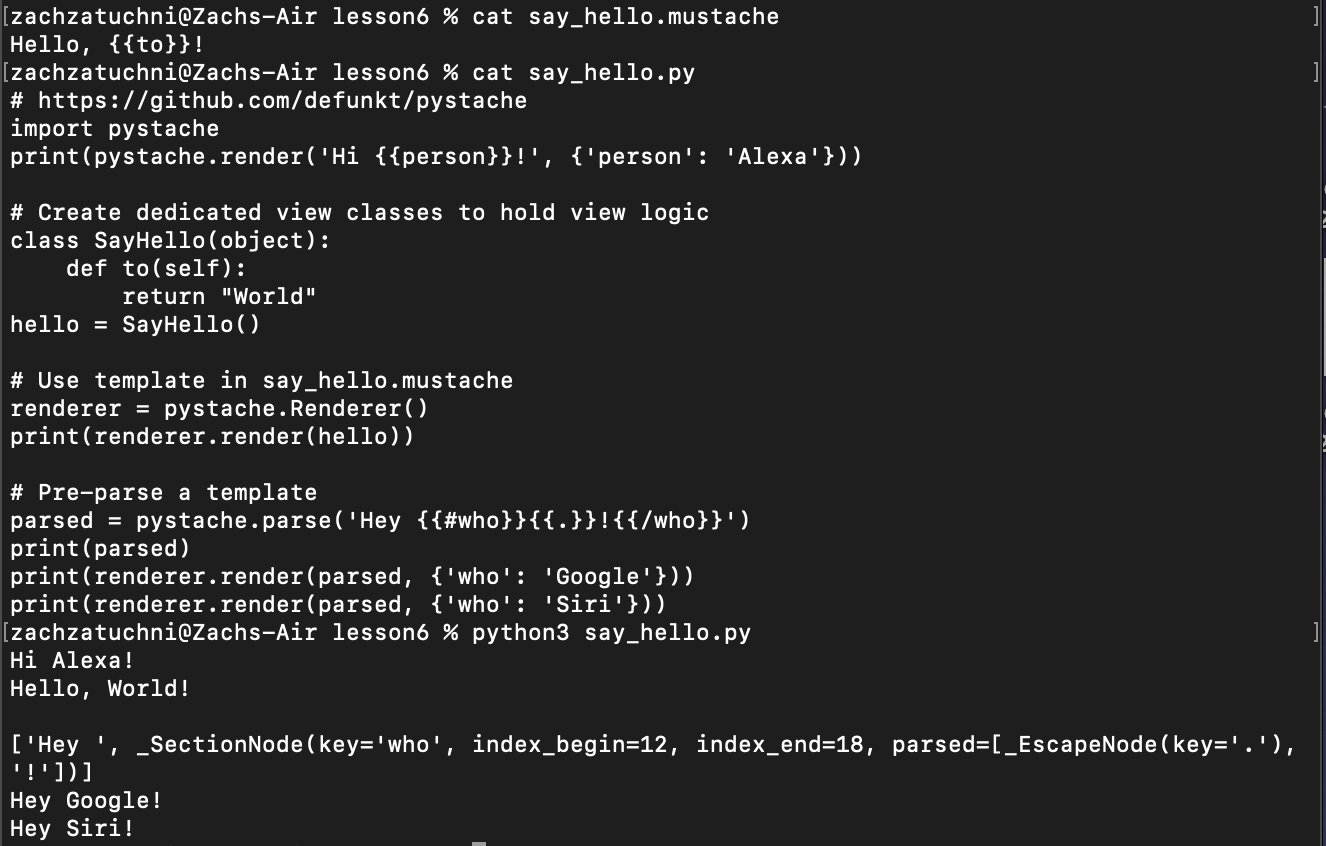 [zachzatuchni@Zachs-Air lesson6 % cat say_hello.mustache ]
Hello, {{to}}!
[zachzatuchni@Zachs-Air lesson6 % cat say_hello.py ]
# https://github.com/defunkt/pystache
import pystache
print(pystache.render('Hi {{person}}!', {'person': 'Alexa'}))

# Create dedicated view classes to hold view logic
class SayHello(object):
    def to(self):
        return "World"
hello = SayHello()

# Use template in say_hello.mustache
renderer = pystache.Renderer()
print(renderer.render(hello))

# Pre-parse a template
parsed = pystache.parse('Hey {{#who}}{{.}}!{{/who}}')
print(parsed)
print(renderer.render(parsed, {'who': 'Google'}))
print(renderer.render(parsed, {'who': 'Siri'}))
[zachzatuchni@Zachs-Air lesson6 % python3 say_hello.py ]
Hi Alexa!
Hello, World!

['Hey ', _SectionNode(key='who', index_begin=12, index_end=18, parsed=[_EscapeNode(key='.'),
'!'])]
Hey Google!
Hey Siri!